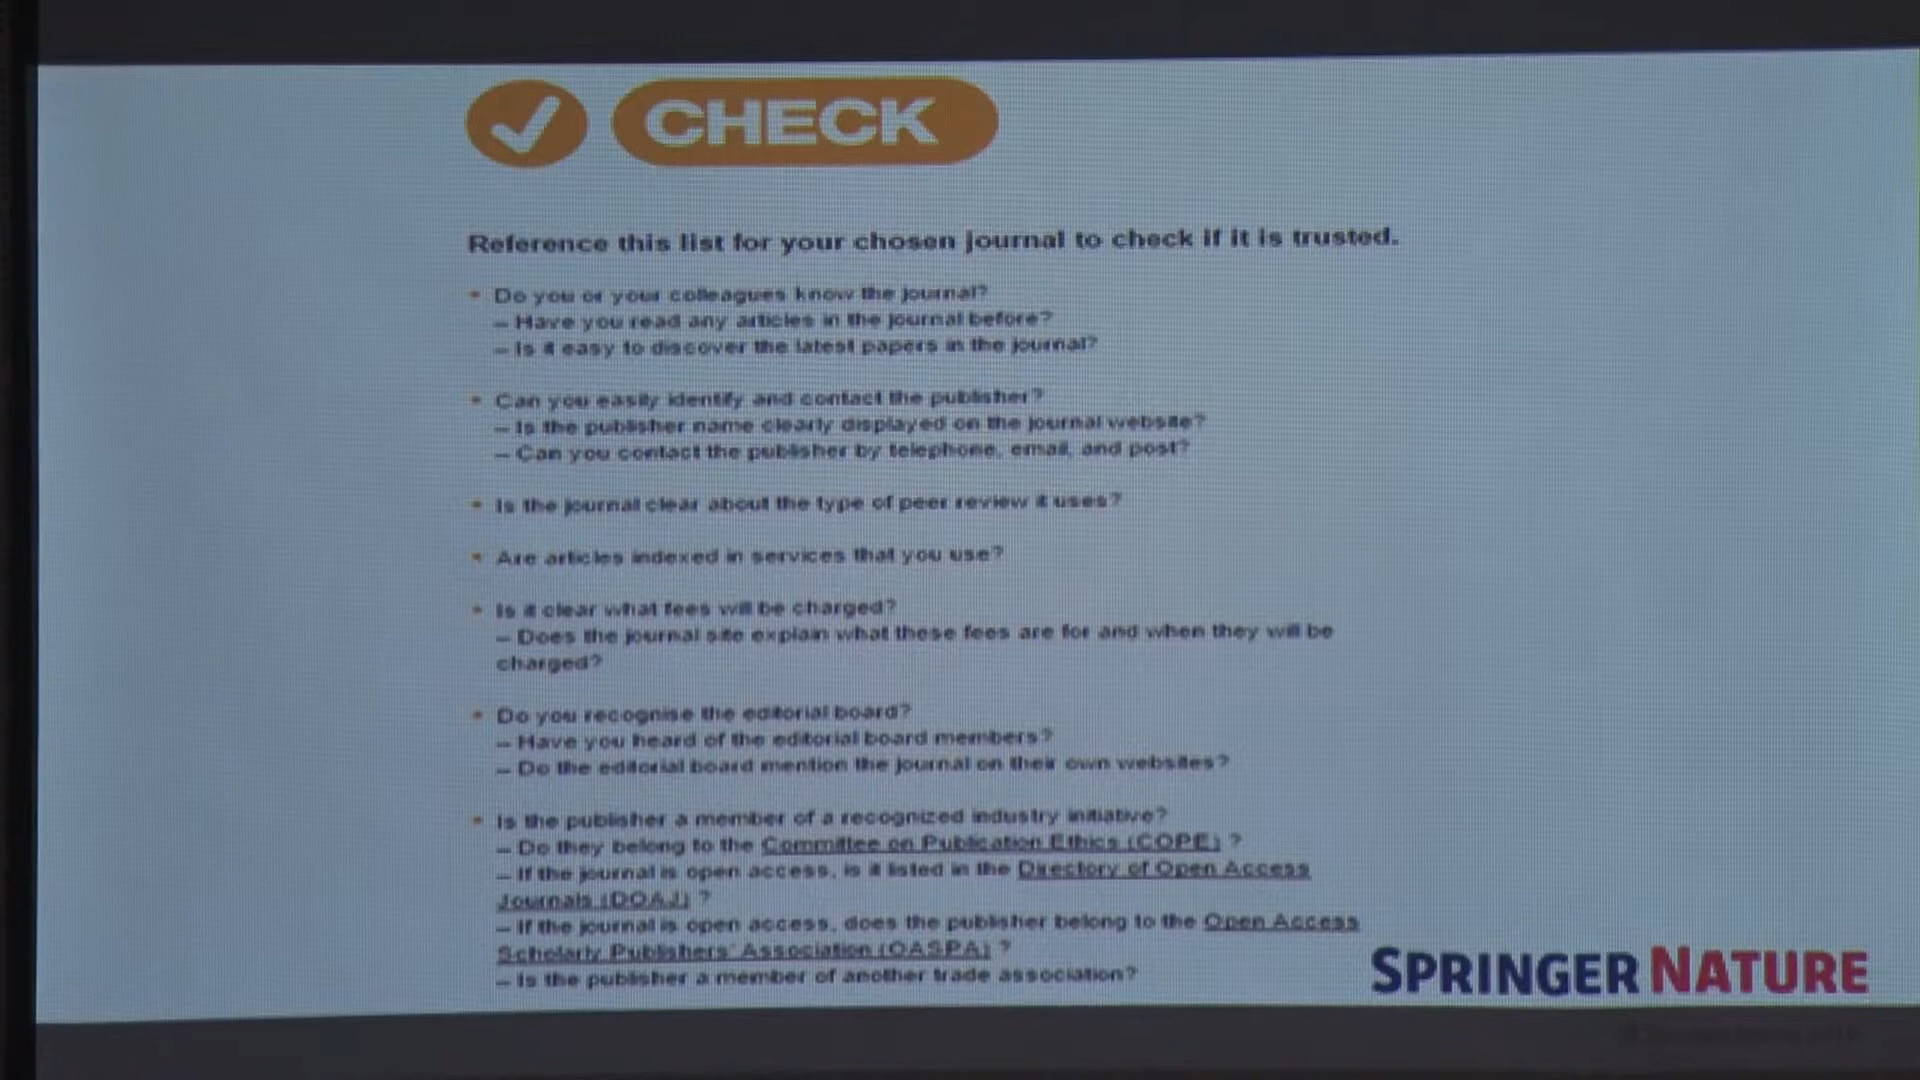 ✓ CHECK
Reference this list for your chosen journal to check if it is trusted.
• Do you or your colleagues know the journal?
– Have you read any articles in the journal before?
– Is it easy to discover the latest papers in the journal?
• Can you easily identify and contact the publisher?
– Is the publisher name clearly displayed on the journal website?
– Can you contact the publisher by telephone, email, and post?
• Is the journal clear about the type of peer review it uses?
• Are articles indexed in services that you use?
• Is it clear what fees will be charged?
– Does the journal site explain what these fees are for and when they will be
charged?
• Do you recognise the editorial board?
– Have you heard of the editorial board members?
– Do the editorial board mention the journal on their own websites?
• Is the publisher a member of a recognized industry initiative?
– Do they belong to the Committee on Publication Ethics (COPE) ?
– If the journal is open access, is it listed in the Directory of Open Access
Journals (DOAJ) ?
– If the journal is open access, does the publisher belong to the Open Access
Scholarly Publishers' Association (OASPA) ?
– Is the publisher a member of another trade association?
SPRINGER NATURE